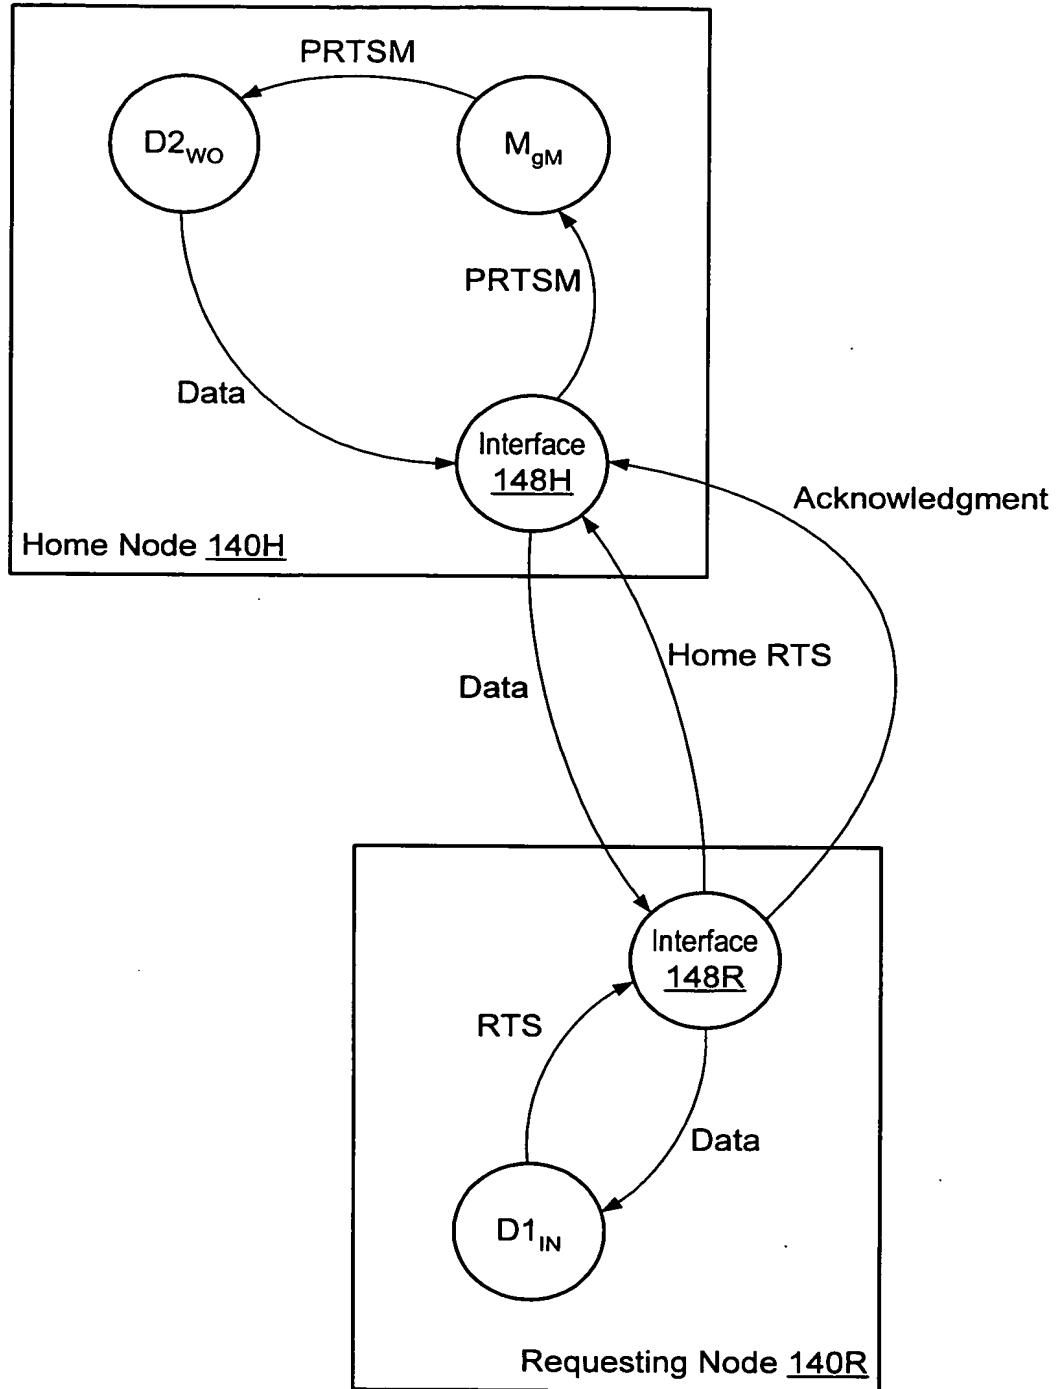 PRTSM
D2WO
MgM
PRTSM
Data
Interface
148H
Acknowledgment
Home Node 140H
Home RTS
Data
Interface
148R
RTS
Data
D1IN
Requesting Node 140R